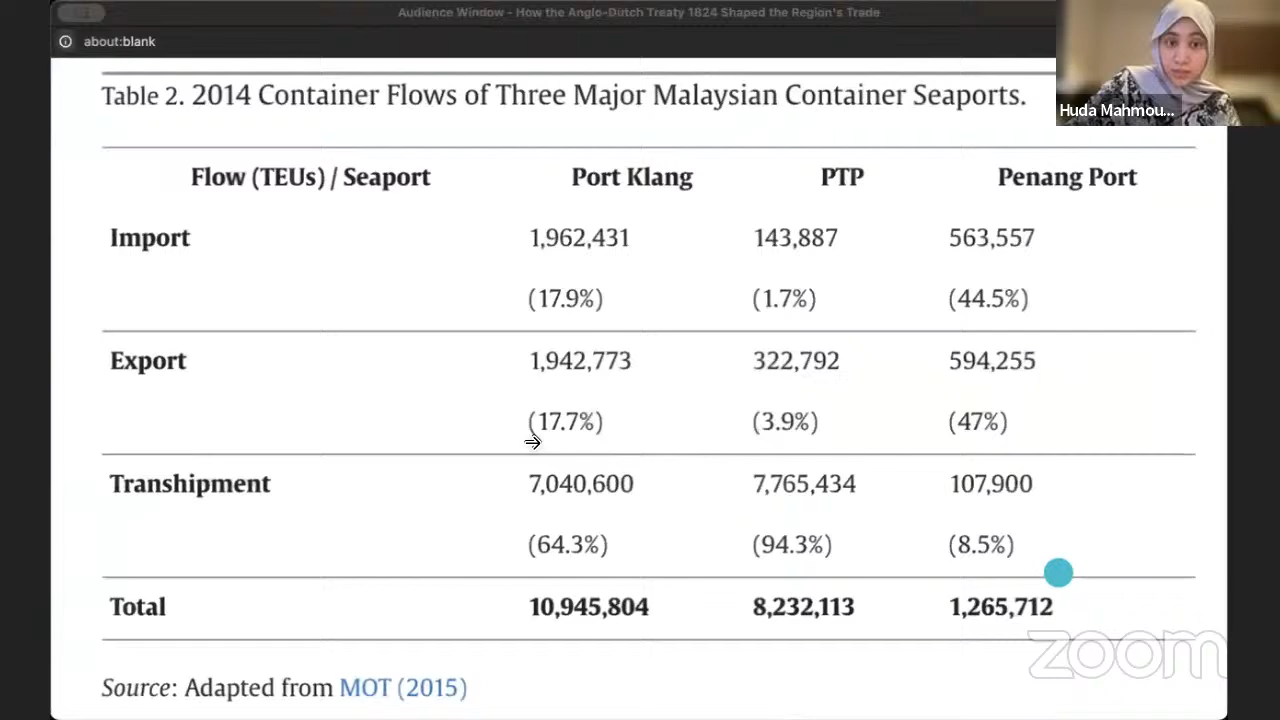 Audience Window - How the Anglo-Dutch Treaty 1824 Shaped the Region's Trade
about:blank
Huda Mahmou...
Table 2. 2014 Container Flows of Three Major Malaysian Container Seaports.
Flow (TEUs) / Seaport Port Klang PTP Penang Port
Import 1,962,431 143,887 563,557
(17.9%) (1.7%) (44.5%)
Export 1,942,773 322,792 594,255
(17.7%) (3.9%) (47%)
Transhipment 7,040,600 7,765,434 107,900
(64.3%) (94.3%) (8.5%)
Total 10,945,804 8,232,113 1,265,712
Source: Adapted from MOT (2015)
zoom